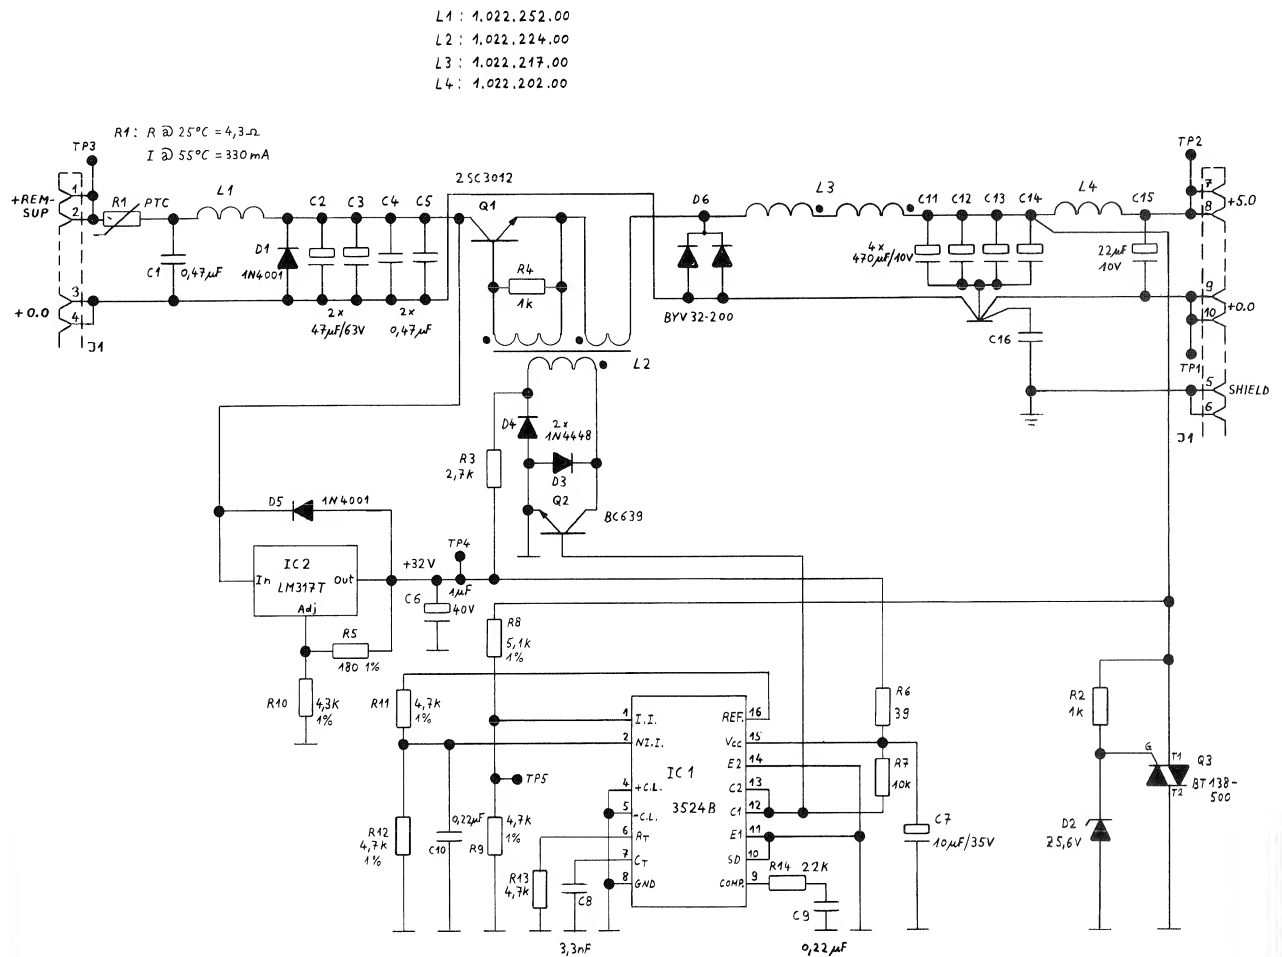 L1 : 1.022.252.00
L2 : 1.022.224.00
L3 : 1.022.217.00
L4 : 1.022.202.00
R1 : R @ 25°C = 4,3Ω
I @ 55°C = 330mA
TP3
+REM-
SUP
1
2
R1
PTC
L1
C1
0,47µF
D1
1N4001
C2
C3
C4
C5
2×
47µF/63V
2×
0,47µF
3
4
+0.0
J1
2SC3012
Q1
R4
1k
L2
D6
BYV 32-200
L3
C11
C12
C13
C14
4×
470µF/10V
L4
C15
22µF
10V
C16
TP2
7
8
+5.0
9
10
+0.0
TP1
5
6
SHIELD
J1
D4
2×
1N4448
D3
R3
2,7k
Q2
BC639
D5
1N4001
IC2
LM317T
In
Out
Adj
+32V
TP4
C6
1µF
40V
R5
180 1%
R10
4,3k
1%
R8
5,1k
1%
R11
4,7k
1%
R12
4,7k
1%
0,22µF
C10
TP5
R9
4,7k
1%
R13
4,7k
C8
3,3nF
IC1
3524B
1 I.I.
2 NI.I.
4 +C.L.
5 -C.L.
6 RT
7 CT
8 GND
REF. 16
Vcc 15
E2 14
C2 13
C1 12
E1 11
SD 10
COMP. 9
R6
39
R7
10k
R14 22K
C9
0,22µF
C7
10µF/35V
R2
1k
G
T1
T2
Q3
BT138-
500
D2
Z5,6V